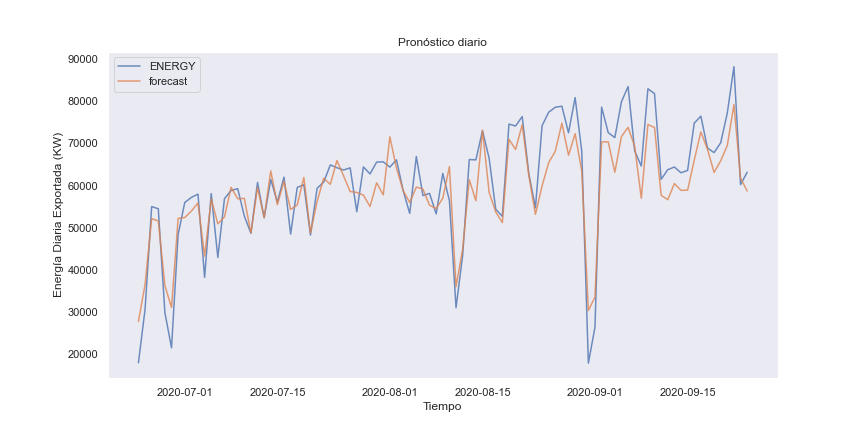 Pronóstico diario
ENERGY
forecast
90000
80000
70000
60000
50000
40000
30000
20000
Energía Diaria Exportada (KW)
2020-07-01 2020-07-15 2020-08-01 2020-08-15 2020-09-01 2020-09-15
Tiempo